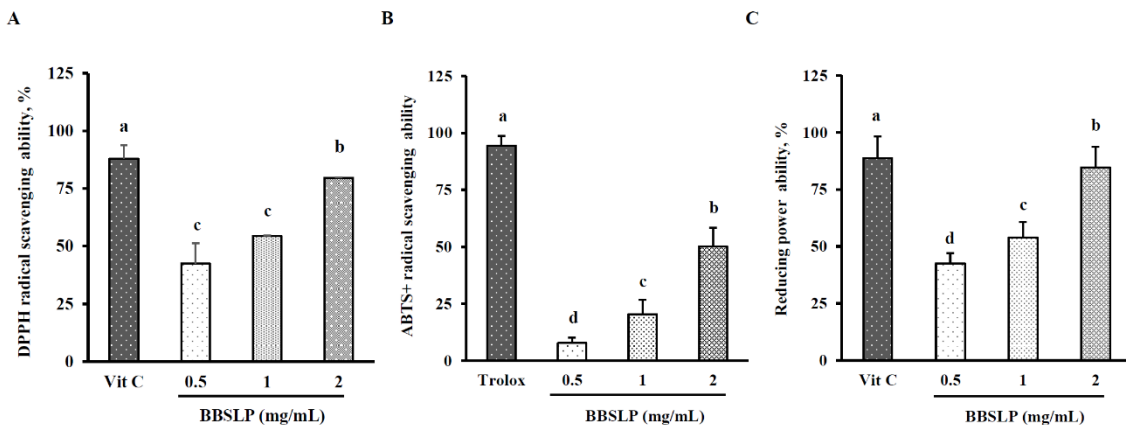 A
DPPH radical scavenging ability, %
125
100
75
50
25
0
a
c
c
b
Vit C
0.5
1
2
BBSLP (mg/mL)
B
ABTS+ radical scavenging ability
125
100
75
50
25
0
a
d
c
b
Trolox
0.5
1
2
BBSLP (mg/mL)
C
Reducing power ability, %
125
100
75
50
25
0
a
d
c
b
Vit C
0.5
1
2
BBSLP (mg/mL)